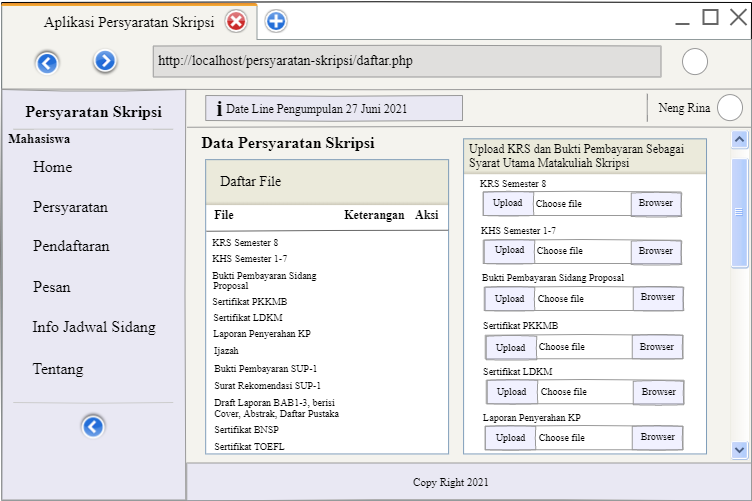 Aplikasi Persyaratan Skripsi
http://localhost/persyaratan-skripsi/daftar.php
Persyaratan Skripsi
Mahasiswa
Home
Persyaratan
Pendaftaran
Pesan
Info Jadwal Sidang
Tentang
i Date Line Pengumpulan 27 Juni 2021
Neng Rina
Data Persyaratan Skripsi
Daftar File
File Keterangan Aksi
KRS Semester 8
KHS Semester 1-7
Bukti Pembayaran Sidang
Proposal
Sertifikat PKKMB
Sertifikat LDKM
Laporan Penyerahan KP
Ijazah
Bukti Pembayaran SUP-1
Surat Rekomendasi SUP-1
Draft Laporan BAB1-3, berisi
Cover, Abstrak, Daftar Pustaka
Sertifikat BNSP
Sertifikat TOEFL
Upload KRS dan Bukti Pembayaran Sebagai
Syarat Utama Matakuliah Skripsi
KRS Semester 8
Upload Choose file Browser
KHS Semester 1-7
Upload Choose file Browser
Bukti Pembayaran Sidang Proposal
Upload Choose file Browser
Sertifikat PKKMB
Upload Choose file Browser
Sertifikat LDKM
Upload Choose file Browser
Laporan Penyerahan KP
Upload Choose file Browser
Copy Right 2021